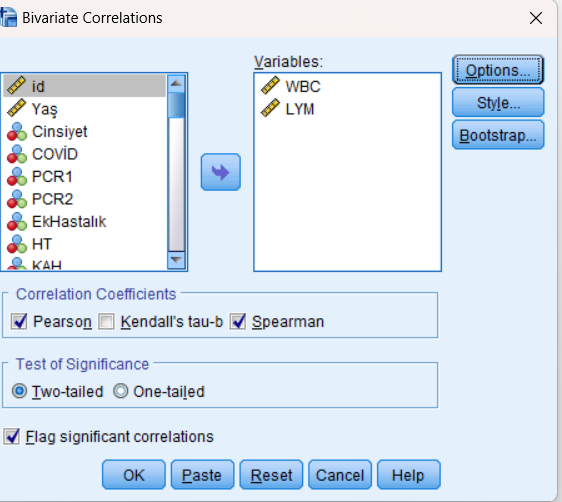 Bivariate Correlations
Variables:
id
Yaş
Cinsiyet
COVİD
PCR1
PCR2
EkHastalık
HT
KAH
WBC
LYM
Options...
Style...
Bootstrap...
Correlation Coefficients
Pearson Kendall's tau-b Spearman
Test of Significance
Two-tailed One-tailed
Flag significant correlations
OK Paste Reset Cancel Help